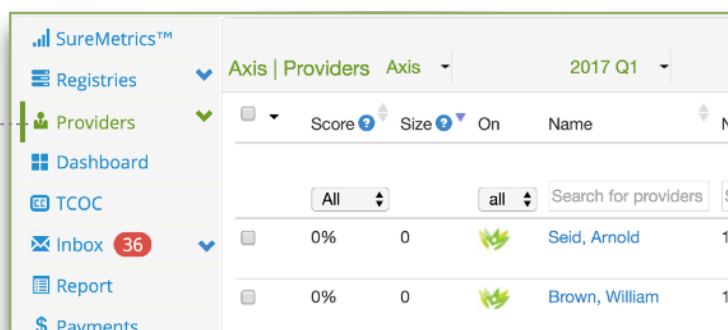 SureMetrics™
Registries
Providers
Dashboard
TCOC
Inbox 36
Report
$ Payments
Axis | Providers Axis 2017 Q1
Score ? Size ? On Name
All all Search for providers
0% 0 Seid, Arnold
0% 0 Brown, William